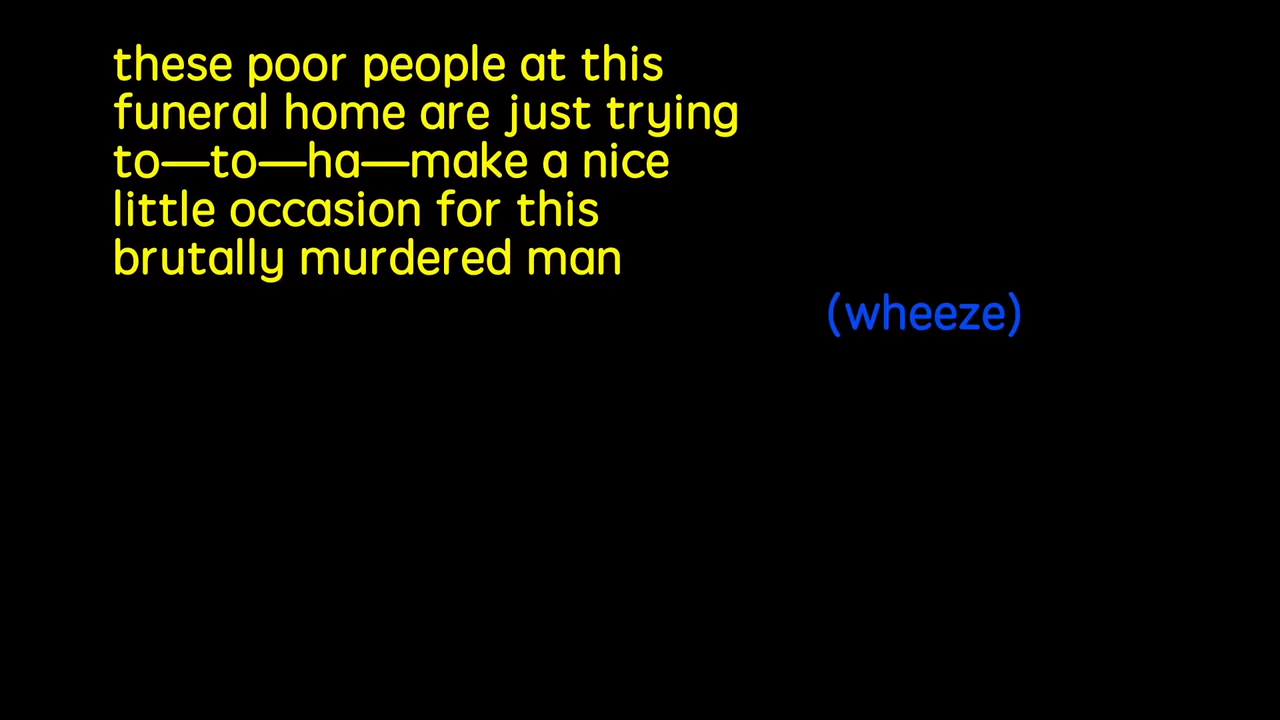 these poor people at this
funeral home are just trying
to—to—ha—make a nice
little occasion for this
brutally murdered man
(wheeze)